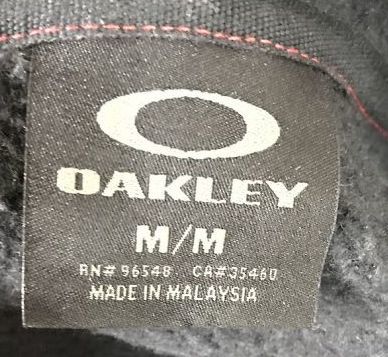 OAKLEY
M/M
RN# 96548 CA#35460
MADE IN MALAYSIA